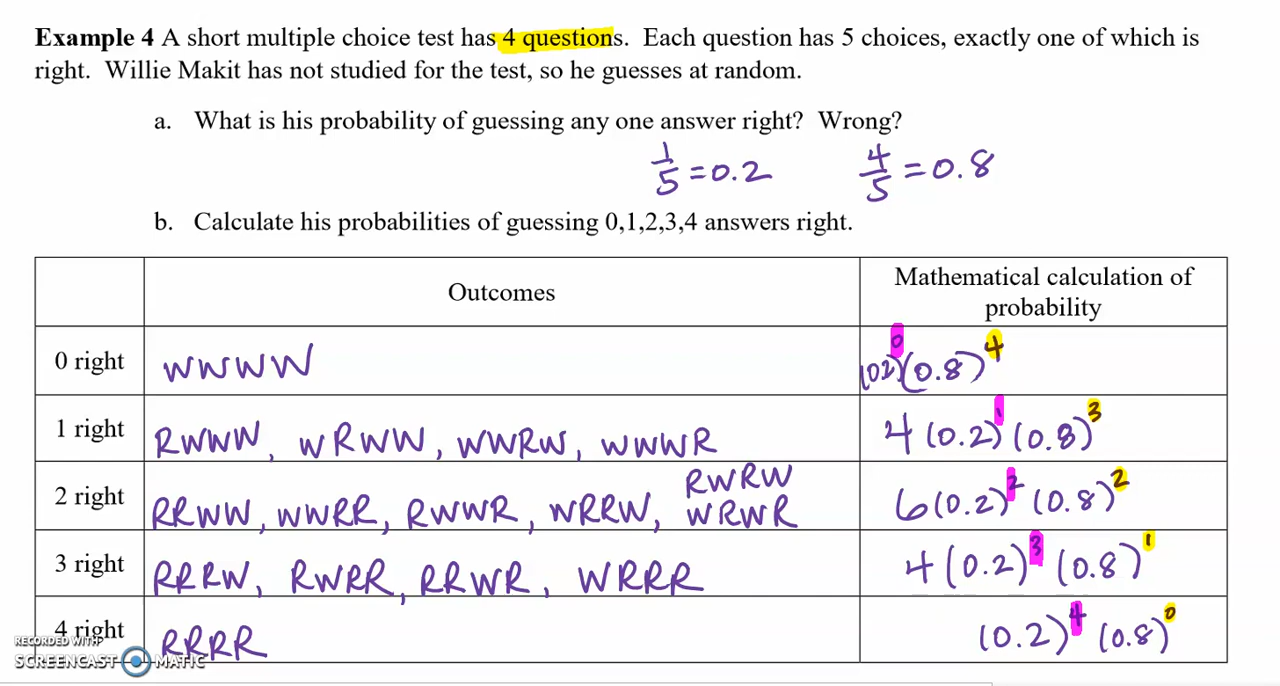 Example 4 A short multiple choice test has 4 questions. Each question has 5 choices, exactly one of which is
right. Willie Makit has not studied for the test, so he guesses at random.
a. What is his probability of guessing any one answer right? Wrong?
1/5 = 0.2 4/5 = 0.8
b. Calculate his probabilities of guessing 0,1,2,3,4 answers right.
Outcomes
Mathematical calculation of
probability
0 right WWWW (0.2)^0 (0.8)^4
1 right RWWW, WRWW, WWRW, WWWR 4(0.2)^1 (0.8)^3
RWRW
2 right RRWW, WWRR, RWWR, WRRW, WRWR 6(0.2)^2 (0.8)^2
3 right RRRW, RWRR, RRWR, WRRR 4(0.2)^3 (0.8)^1
4 right RRRR (0.2)^4 (0.8)^0
RECORDED WITH
SCREENCAST-O-MATIC